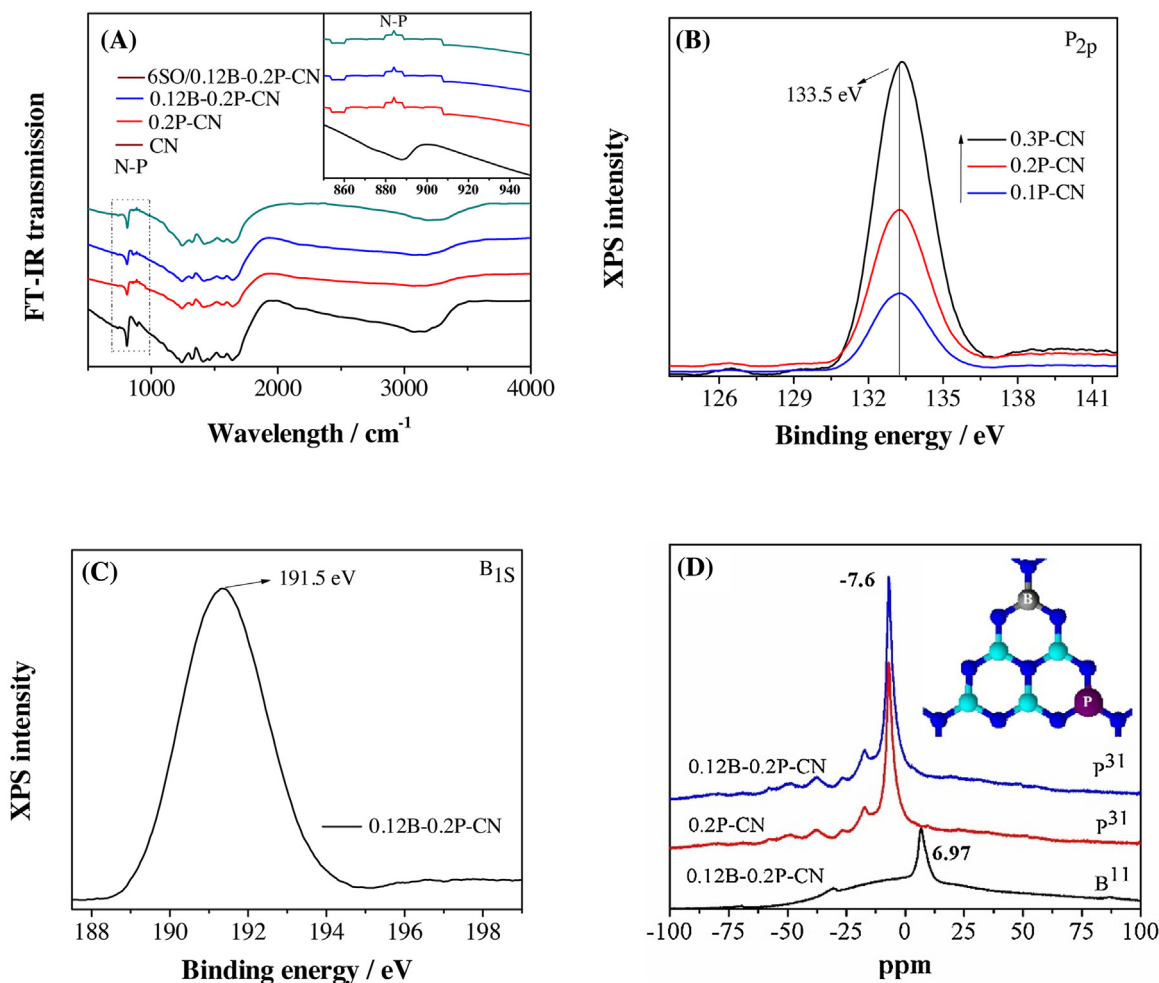 (A)
N-P
6SO/0.12B-0.2P-CN
0.12B-0.2P-CN
0.2P-CN
CN
N-P
860 880 900 920 940
FT-IR transmission
1000 2000 3000 4000
Wavelength / cm-1
(B)
P2p
133.5 eV
0.3P-CN
0.2P-CN
0.1P-CN
XPS intensity
126 129 132 135 138 141
Binding energy / eV
(C)
B1S
191.5 eV
0.12B-0.2P-CN
XPS intensity
188 190 192 194 196 198
Binding energy / eV
(D)
-7.6
B
P
0.12B-0.2P-CN
P31
0.2P-CN
P31
6.97
0.12B-0.2P-CN
B11
-100 -75 -50 -25 0 25 50 75 100
ppm